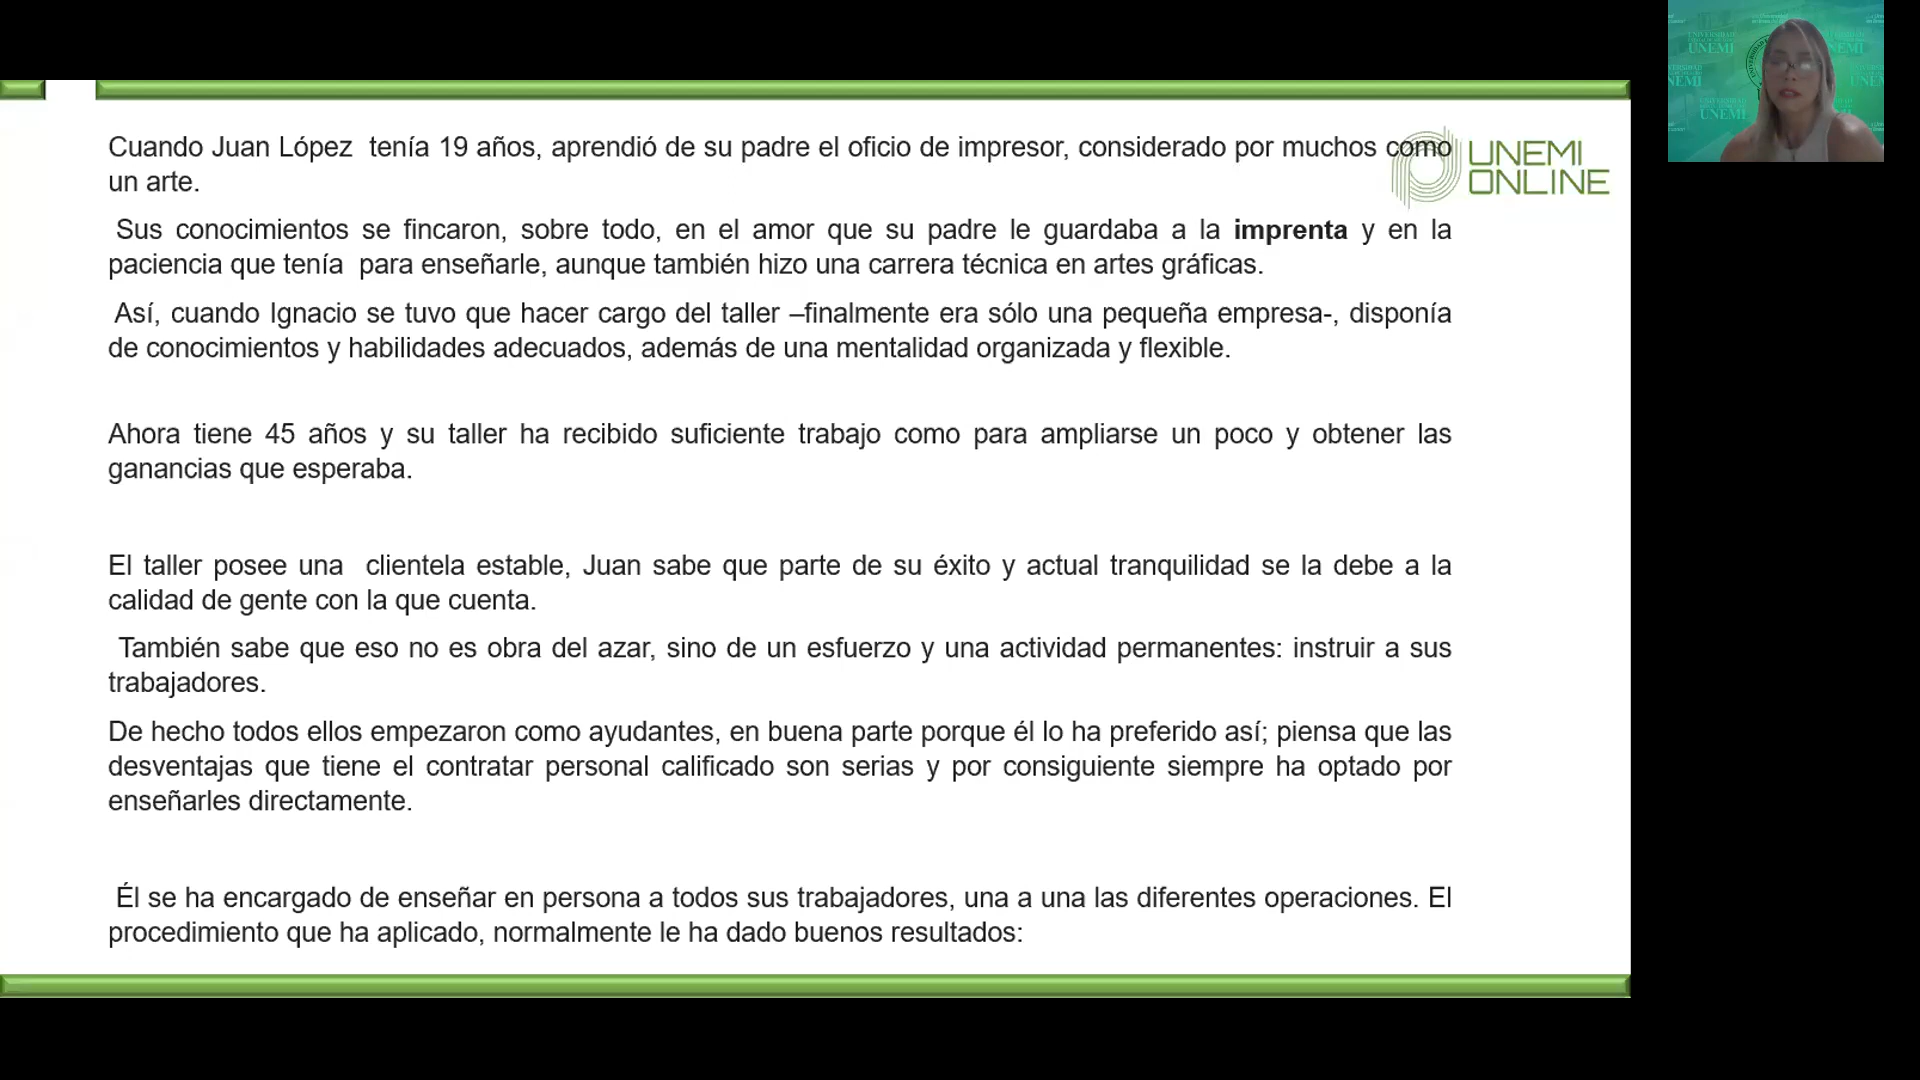 Cuando Juan López  tenía 19 años, aprendió de su padre el oficio de impresor, considerado por muchos como
un arte.
UNEMI
ONLINE
Sus conocimientos se fincaron, sobre todo, en el amor que su padre le guardaba a la imprenta y en la
paciencia que tenía  para enseñarle, aunque también hizo una carrera técnica en artes gráficas.
Así, cuando Ignacio se tuvo que hacer cargo del taller –finalmente era sólo una pequeña empresa-, disponía
de conocimientos y habilidades adecuados, además de una mentalidad organizada y flexible.
Ahora tiene 45 años y su taller ha recibido suficiente trabajo como para ampliarse un poco y obtener las
ganancias que esperaba.
El taller posee una  clientela estable, Juan sabe que parte de su éxito y actual tranquilidad se la debe a la
calidad de gente con la que cuenta.
También sabe que eso no es obra del azar, sino de un esfuerzo y una actividad permanentes: instruir a sus
trabajadores.
De hecho todos ellos empezaron como ayudantes, en buena parte porque él lo ha preferido así; piensa que las
desventajas que tiene el contratar personal calificado son serias y por consiguiente siempre ha optado por
enseñarles directamente.
Él se ha encargado de enseñar en persona a todos sus trabajadores, una a una las diferentes operaciones. El
procedimiento que ha aplicado, normalmente le ha dado buenos resultados:
UNIVERSIDAD
UNEMI
UNEMI
UNEMI